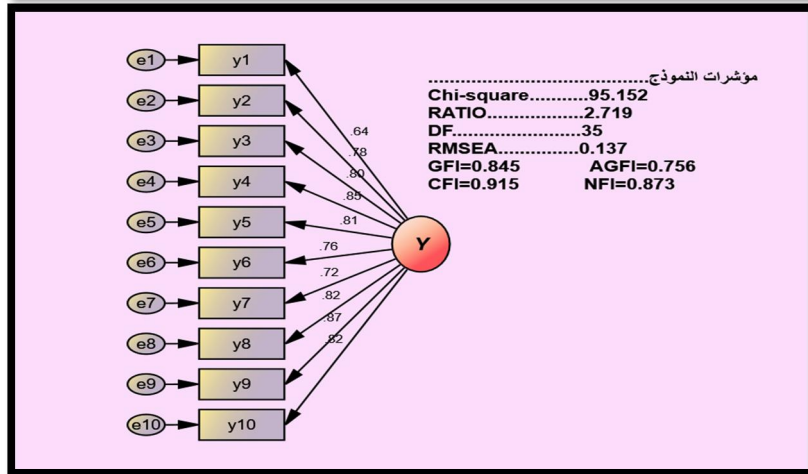 e1 y1
e2 y2
e3 y3
e4 y4
e5 y5
e6 y6
e7 y7
e8 y8
e9 y9
e10 y10
.64
.78
.80
.85
.81
.76
.72
.82
.87
.82
Y
مؤشرات النموذج.....................................
Chi-square..........95.152
RATIO................2.719
DF.....................35
RMSEA..............0.137
GFI=0.845 AGFI=0.756
CFI=0.915 NFI=0.873